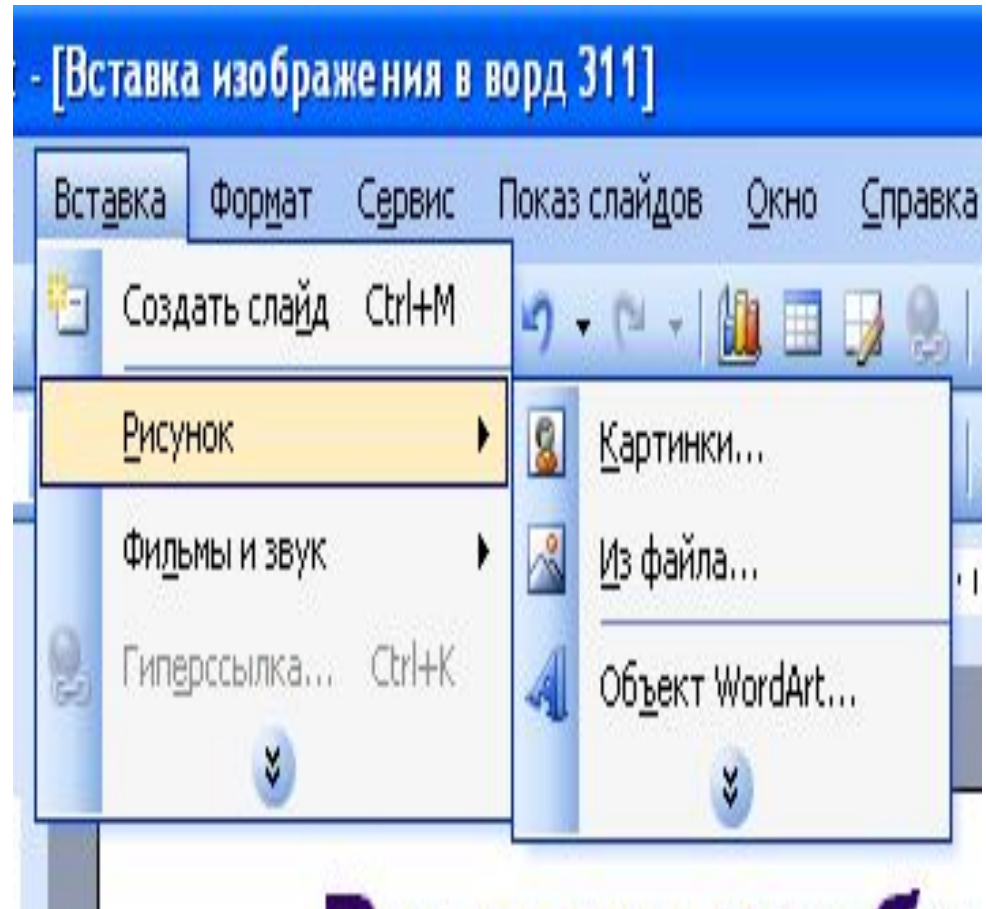 - [Вставка изображения в ворд 311]
Вставка Формат Сервис Показ слайдов Окно Справка
Создать слайд Ctrl+M
Рисунок
Картинки...
Фильмы и звук
Из файла...
Гиперссылка... Ctrl+K
Объект WordArt...